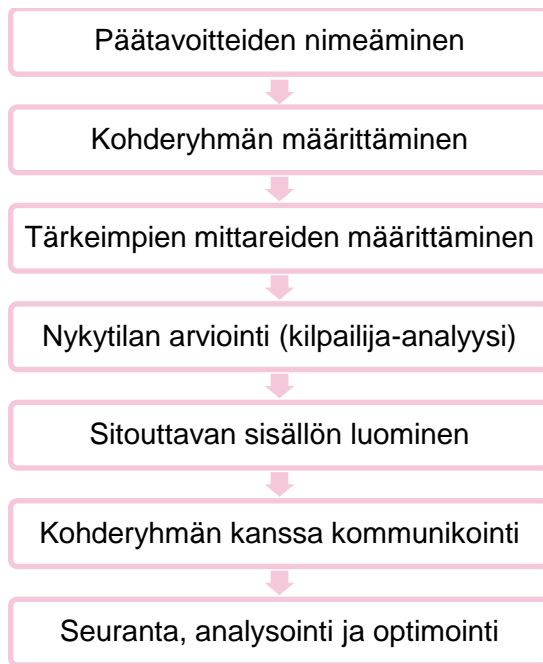 Päätavoitteiden nimeäminen
Kohderyhmän määrittäminen
Tärkeimpien mittareiden määrittäminen
Nykytilan arviointi (kilpailija-analyysi)
Sitouttavan sisällön luominen
Kohderyhmän kanssa kommunikointi
Seuranta, analysointi ja optimointi